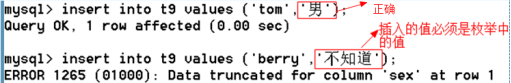 mysql> insert into t9 values ('tom','男');
正确
Query OK, 1 row affected (0.00 sec)
插入的值必须是枚举中
的值
mysql> insert into t9 values ('berry','不知道');
ERROR 1265 (01000): Data truncated for column 'sex' at row 1